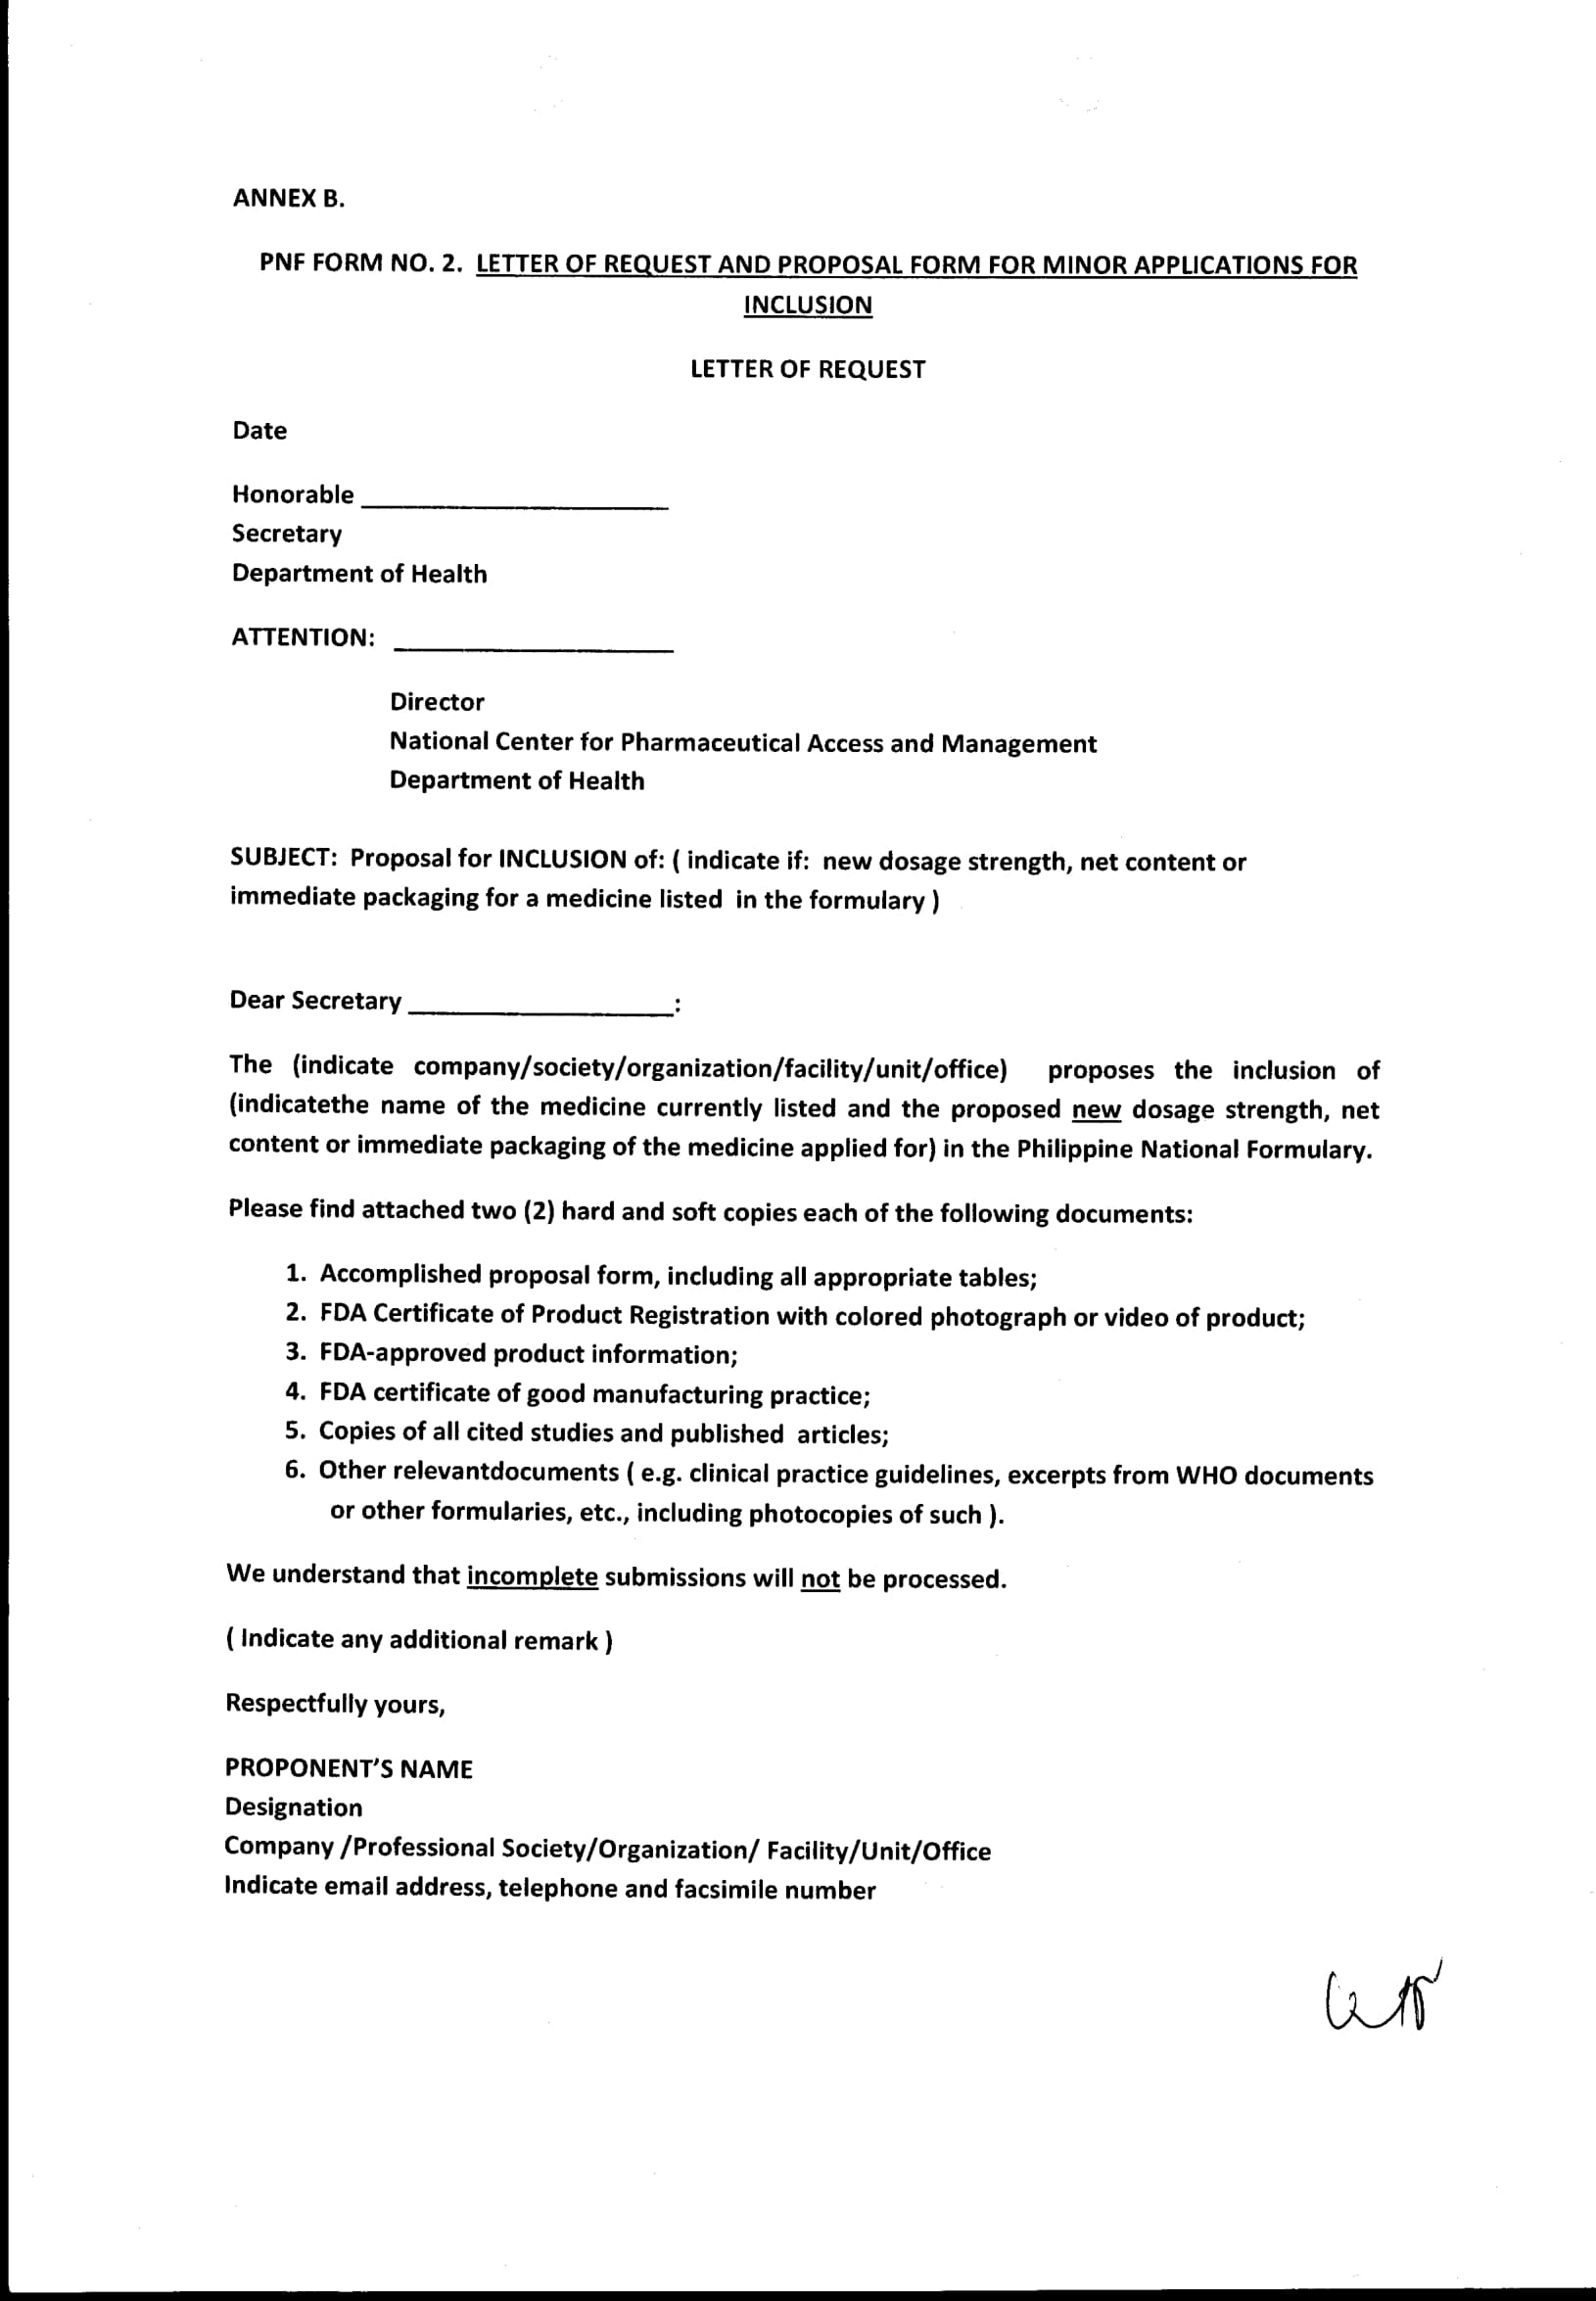 ANNEX B.
PNF FORM NO. 2. LETTER OF REQUEST AND PROPOSAL FORM FOR MINOR APPLICATIONS FOR
INCLUSION
LETTER OF REQUEST
Date
Honorable ______________________
Secretary
Department of Health
ATTENTION: ____________________
Director
National Center for Pharmaceutical Access and Management
Department of Health
SUBJECT: Proposal for INCLUSION of: ( indicate if: new dosage strength, net content or
immediate packaging for a medicine listed in the formulary )
Dear Secretary ___________________:
The (indicate company/society/organization/facility/unit/office) proposes the inclusion of
(indicatethe name of the medicine currently listed and the proposed new dosage strength, net
content or immediate packaging of the medicine applied for) in the Philippine National Formulary.
Please find attached two (2) hard and soft copies each of the following documents:
1. Accomplished proposal form, including all appropriate tables;
2. FDA Certificate of Product Registration with colored photograph or video of product;
3. FDA-approved product information;
4. FDA certificate of good manufacturing practice;
5. Copies of all cited studies and published articles;
6. Other relevantdocuments ( e.g. clinical practice guidelines, excerpts from WHO documents
or other formularies, etc., including photocopies of such ).
We understand that incomplete submissions will not be processed.
( Indicate any additional remark )
Respectfully yours,
PROPONENT'S NAME
Designation
Company /Professional Society/Organization/ Facility/Unit/Office
Indicate email address, telephone and facsimile number